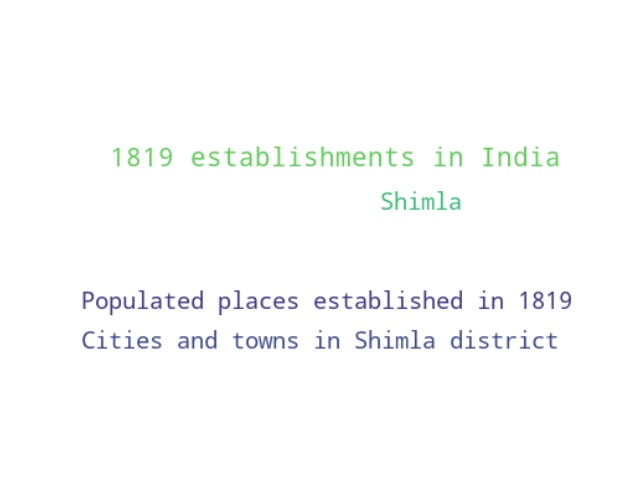 1819 establishments in India
Shimla
Populated places established in 1819
Cities and towns in Shimla district